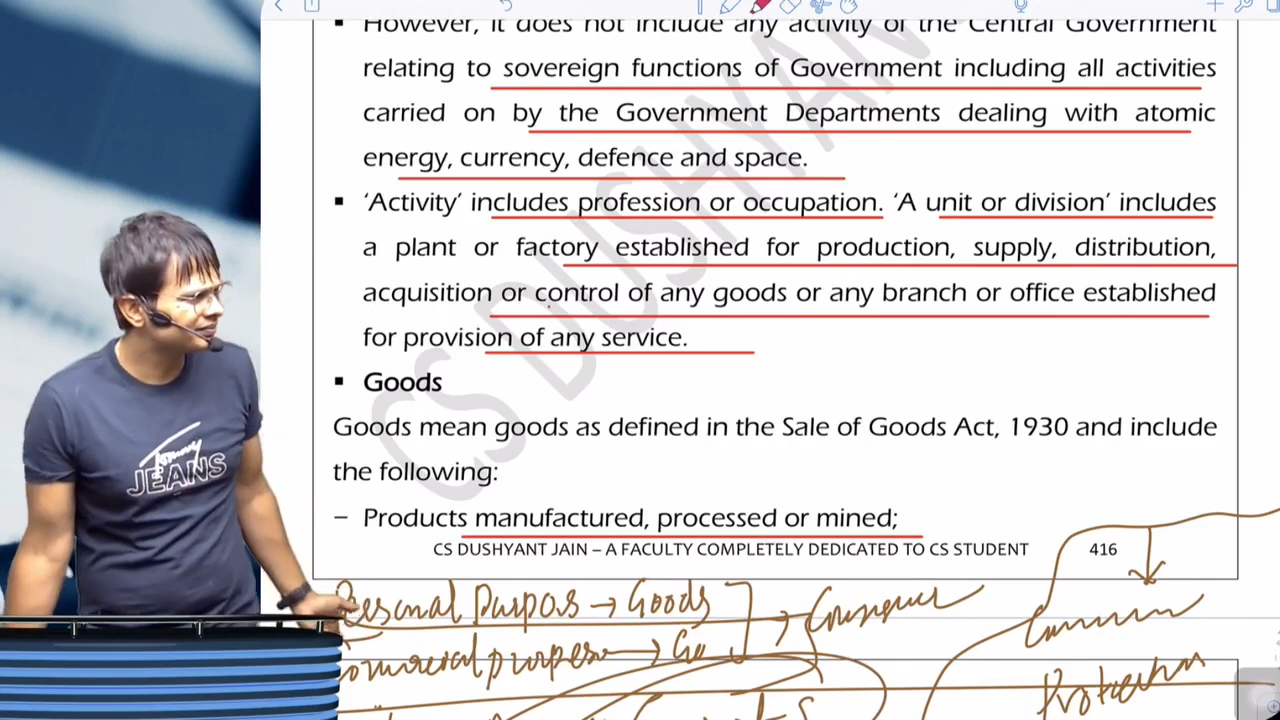 However, it does not include any activity of the Central Government
relating to sovereign functions of Government including all activities
carried on by the Government Departments dealing with atomic
energy, currency, defence and space.
▪ 'Activity' includes profession or occupation. 'A unit or division' includes
a plant or factory established for production, supply, distribution,
acquisition or control of any goods or any branch or office established
for provision of any service.
▪ Goods
Goods mean goods as defined in the Sale of Goods Act, 1930 and include
the following:
– Products manufactured, processed or mined;
CS DUSHYANT JAIN – A FACULTY COMPLETELY DEDICATED TO CS STUDENT 416
CS DUSHYAN
Tommy
JEANS
Personal purpos → Goods
→ Consumer
Protection